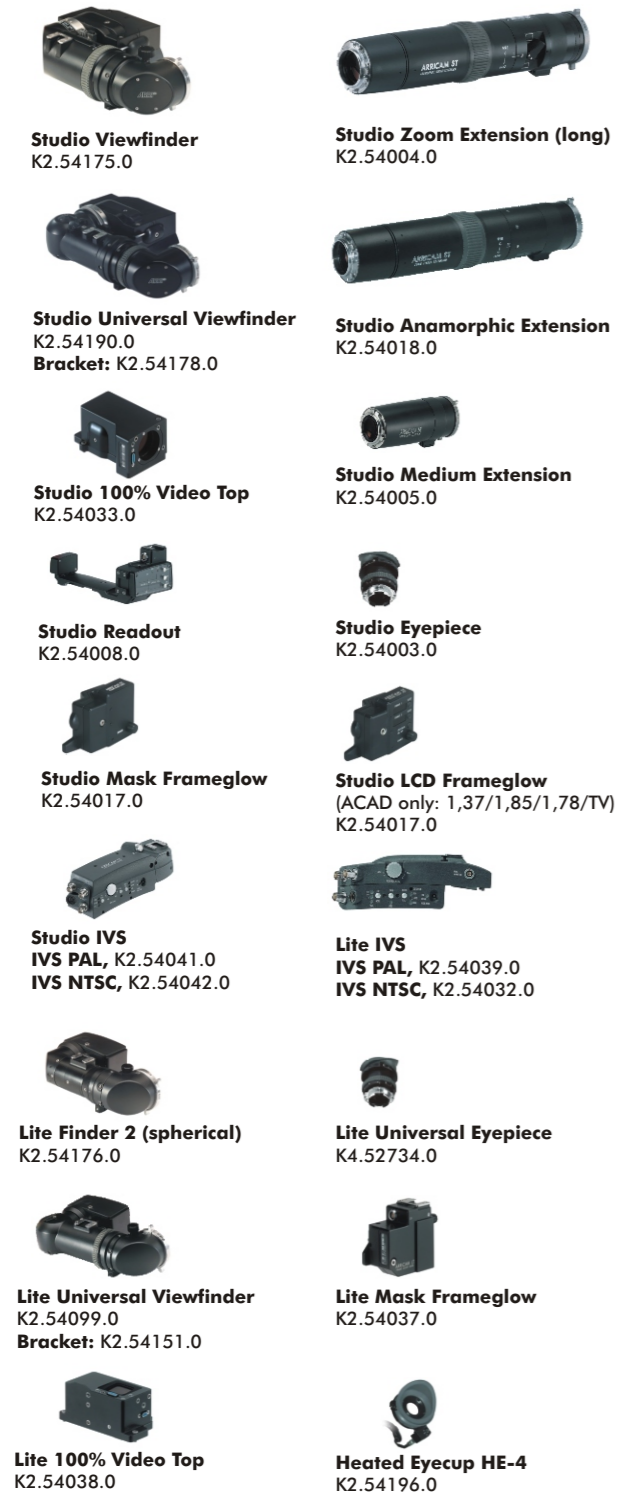 Studio Viewfinder
K2.54175.0
ARRICAM ST
Studio Zoom Extension (long)
K2.54004.0
Studio Universal Viewfinder
K2.54190.0
Bracket: K2.54178.0
ARRICAM ST
Studio Anamorphic Extension
K2.54018.0
Studio 100% Video Top
K2.54033.0
Studio Medium Extension
K2.54005.0
Studio Readout
K2.54008.0
Studio Eyepiece
K2.54003.0
Studio Mask Frameglow
K2.54017.0
Studio LCD Frameglow
(ACAD only: 1,37/1,85/1,78/TV)
K2.54017.0
Studio IVS
IVS PAL, K2.54041.0
IVS NTSC, K2.54042.0
Lite IVS
IVS PAL, K2.54039.0
IVS NTSC, K2.54032.0
Lite Finder 2 (spherical)
K2.54176.0
Lite Universal Eyepiece
K4.52734.0
Lite Universal Viewfinder
K2.54099.0
Bracket: K2.54151.0
Lite Mask Frameglow
K2.54037.0
Lite 100% Video Top
K2.54038.0
Heated Eyecup HE-4
K2.54196.0